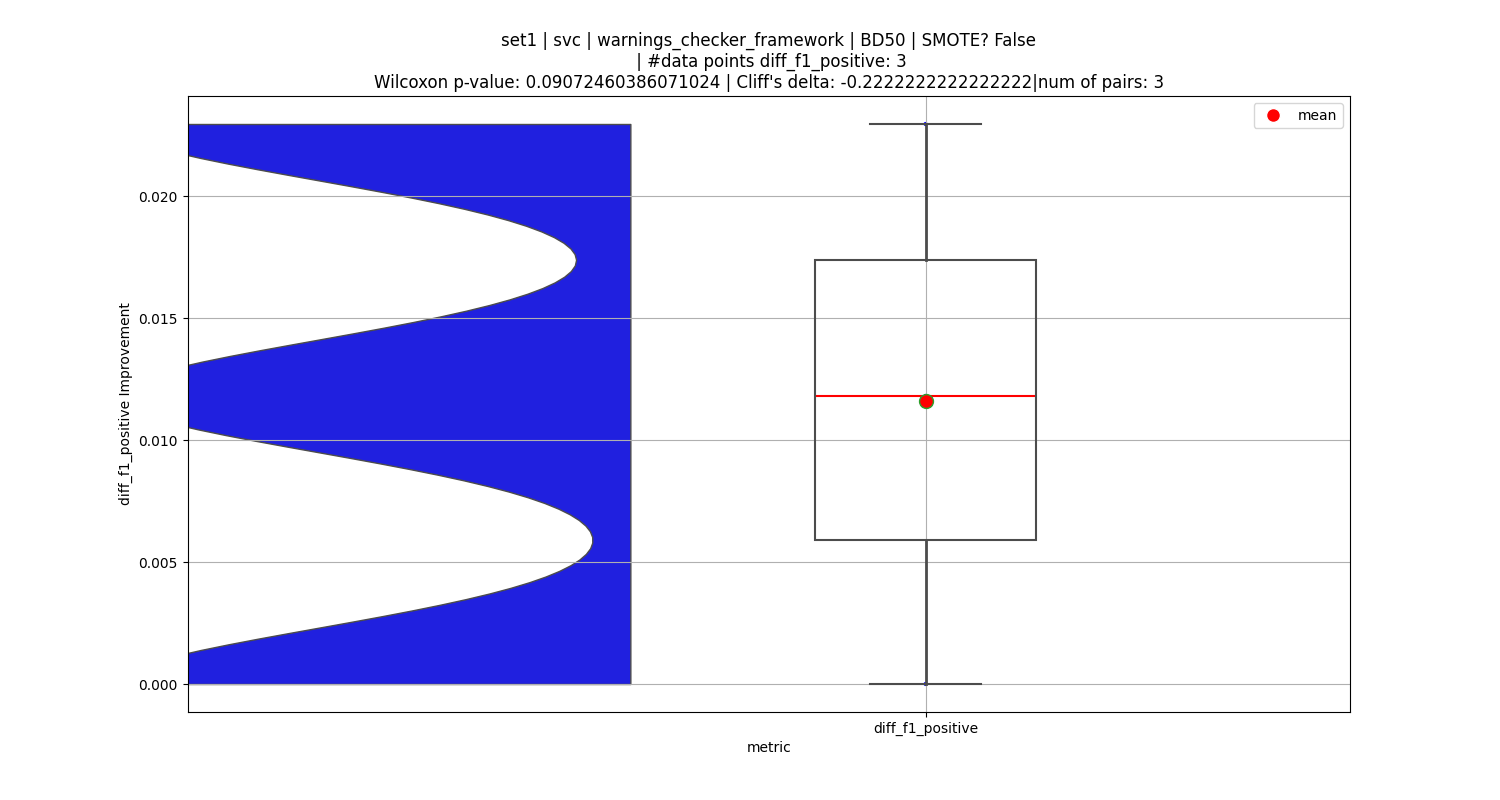 set1 | svc | warnings_checker_framework | BD50 | SMOTE? False
| #data points diff_f1_positive: 3
Wilcoxon p-value: 0.09072460386071024 | Cliff's delta: -0.2222222222222222|num of pairs: 3
mean
diff_f1_positive Improvement
0.020
0.015
0.010
0.005
0.000
diff_f1_positive
metric